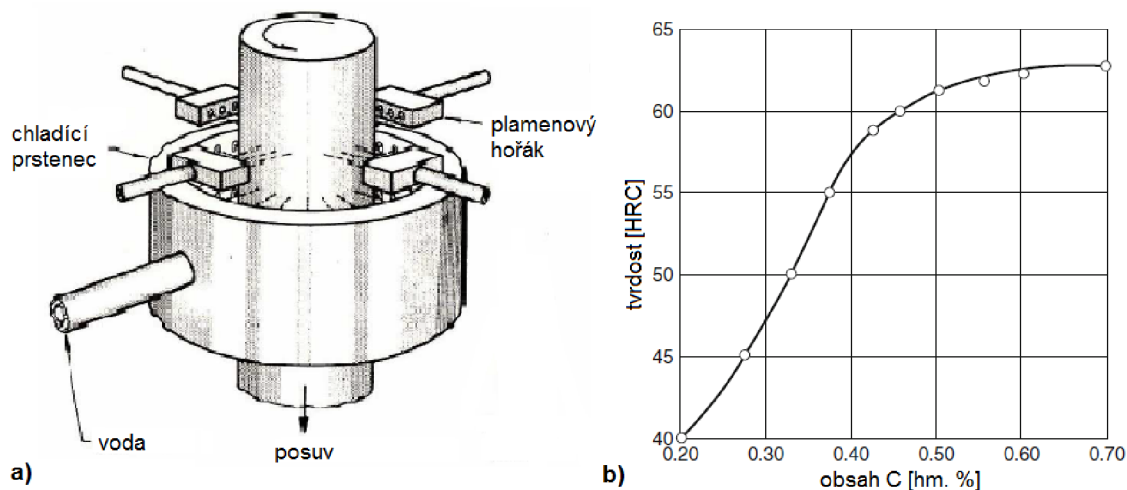 chladící
prstenec
plamenový
hořák
voda
posuv
a)
65
60
55
50
45
40
0.20 0.30 0.40 0.50 0.60 0.70
tvrdost [HRC]
obsah C [hm. %]
b)